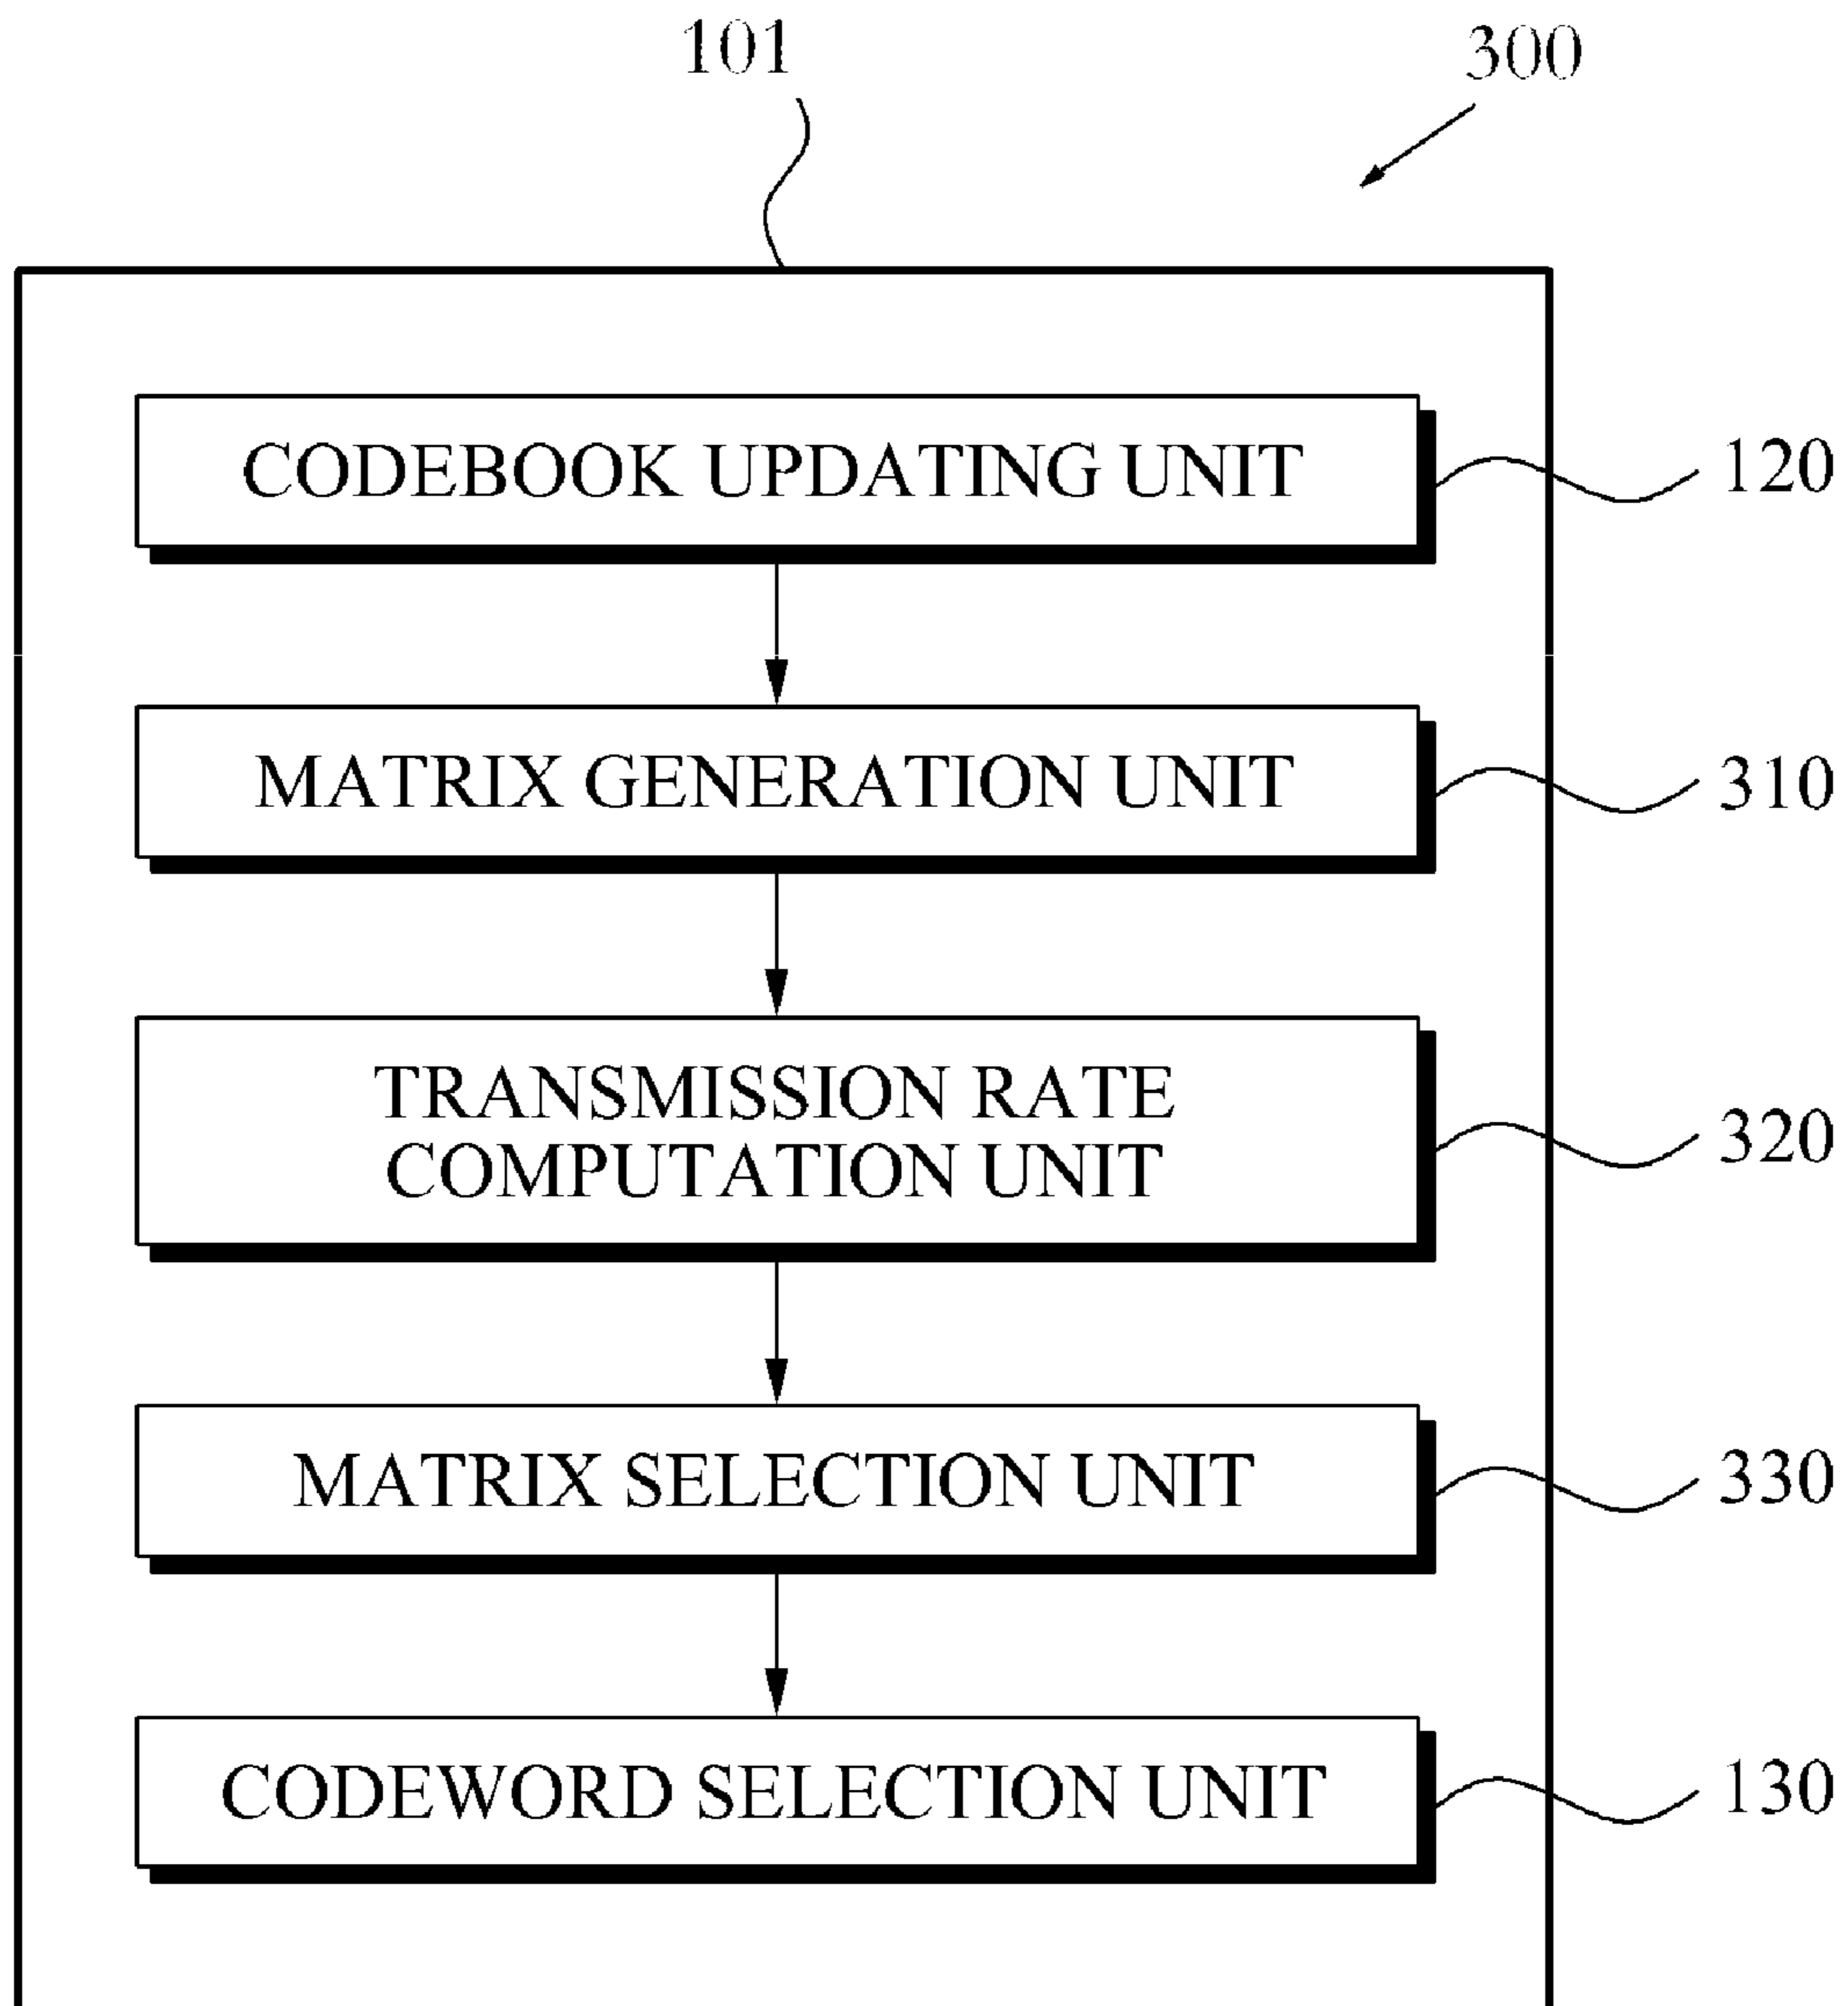 101
300
CODEBOOK UPDATING UNIT
120
MATRIX GENERATION UNIT
310
TRANSMISSION RATE
COMPUTATION UNIT
320
MATRIX SELECTION UNIT
330
CODEWORD SELECTION UNIT
130